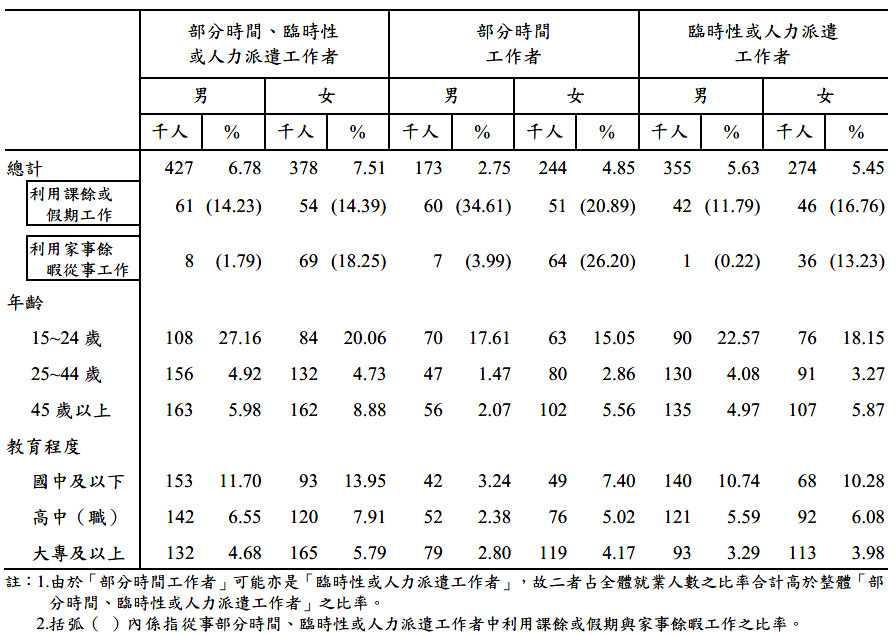 部分時間、臨時性 部分時間 臨時性或人力派遣
或人力派遣工作者 工作者 工作者
男 女 男 女 男 女
千人 % 千人 % 千人 % 千人 % 千人 % 千人 %
總計 427 6.78 378 7.51 173 2.75 244 4.85 355 5.63 274 5.45
利用課餘或
假期工作 61 (14.23) 54 (14.39) 60 (34.61) 51 (20.89) 42 (11.79) 46 (16.76)
利用家事餘
暇從事工作 8 (1.79) 69 (18.25) 7 (3.99) 64 (26.20) 1 (0.22) 36 (13.23)
年齡
15~24 歲 108 27.16 84 20.06 70 17.61 63 15.05 90 22.57 76 18.15
25~44 歲 156 4.92 132 4.73 47 1.47 80 2.86 130 4.08 91 3.27
45 歲以上 163 5.98 162 8.88 56 2.07 102 5.56 135 4.97 107 5.87
教育程度
國中及以下 153 11.70 93 13.95 42 3.24 49 7.40 140 10.74 68 10.28
高中（職） 142 6.55 120 7.91 52 2.38 76 5.02 121 5.59 92 6.08
大專及以上 132 4.68 165 5.79 79 2.80 119 4.17 93 3.29 113 3.98
註：1.由於「部分時間工作者」可能亦是「臨時性或人力派遣工作者」，故二者占全體就業人數之比率合計高於整體「部
分時間、臨時性或人力派遣工作者」之比率。
2.括弧（ ）內係指從事部分時間、臨時性或人力派遣工作者中利用課餘或假期與家事餘暇工作之比率。